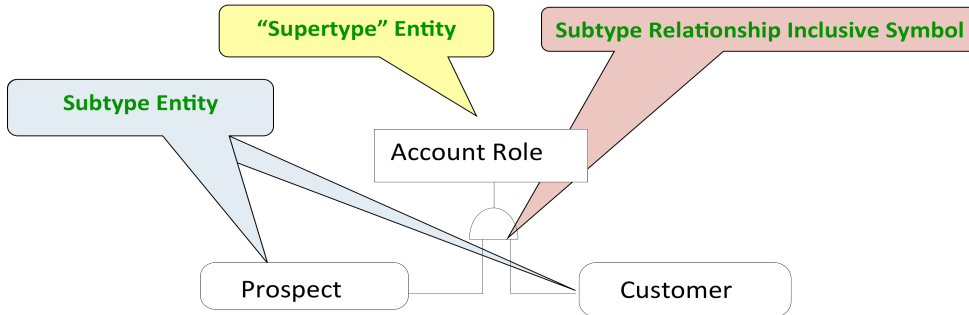 “Supertype” Entity
Subtype Relationship Inclusive Symbol
Subtype Entity
Account Role
Prospect
Customer